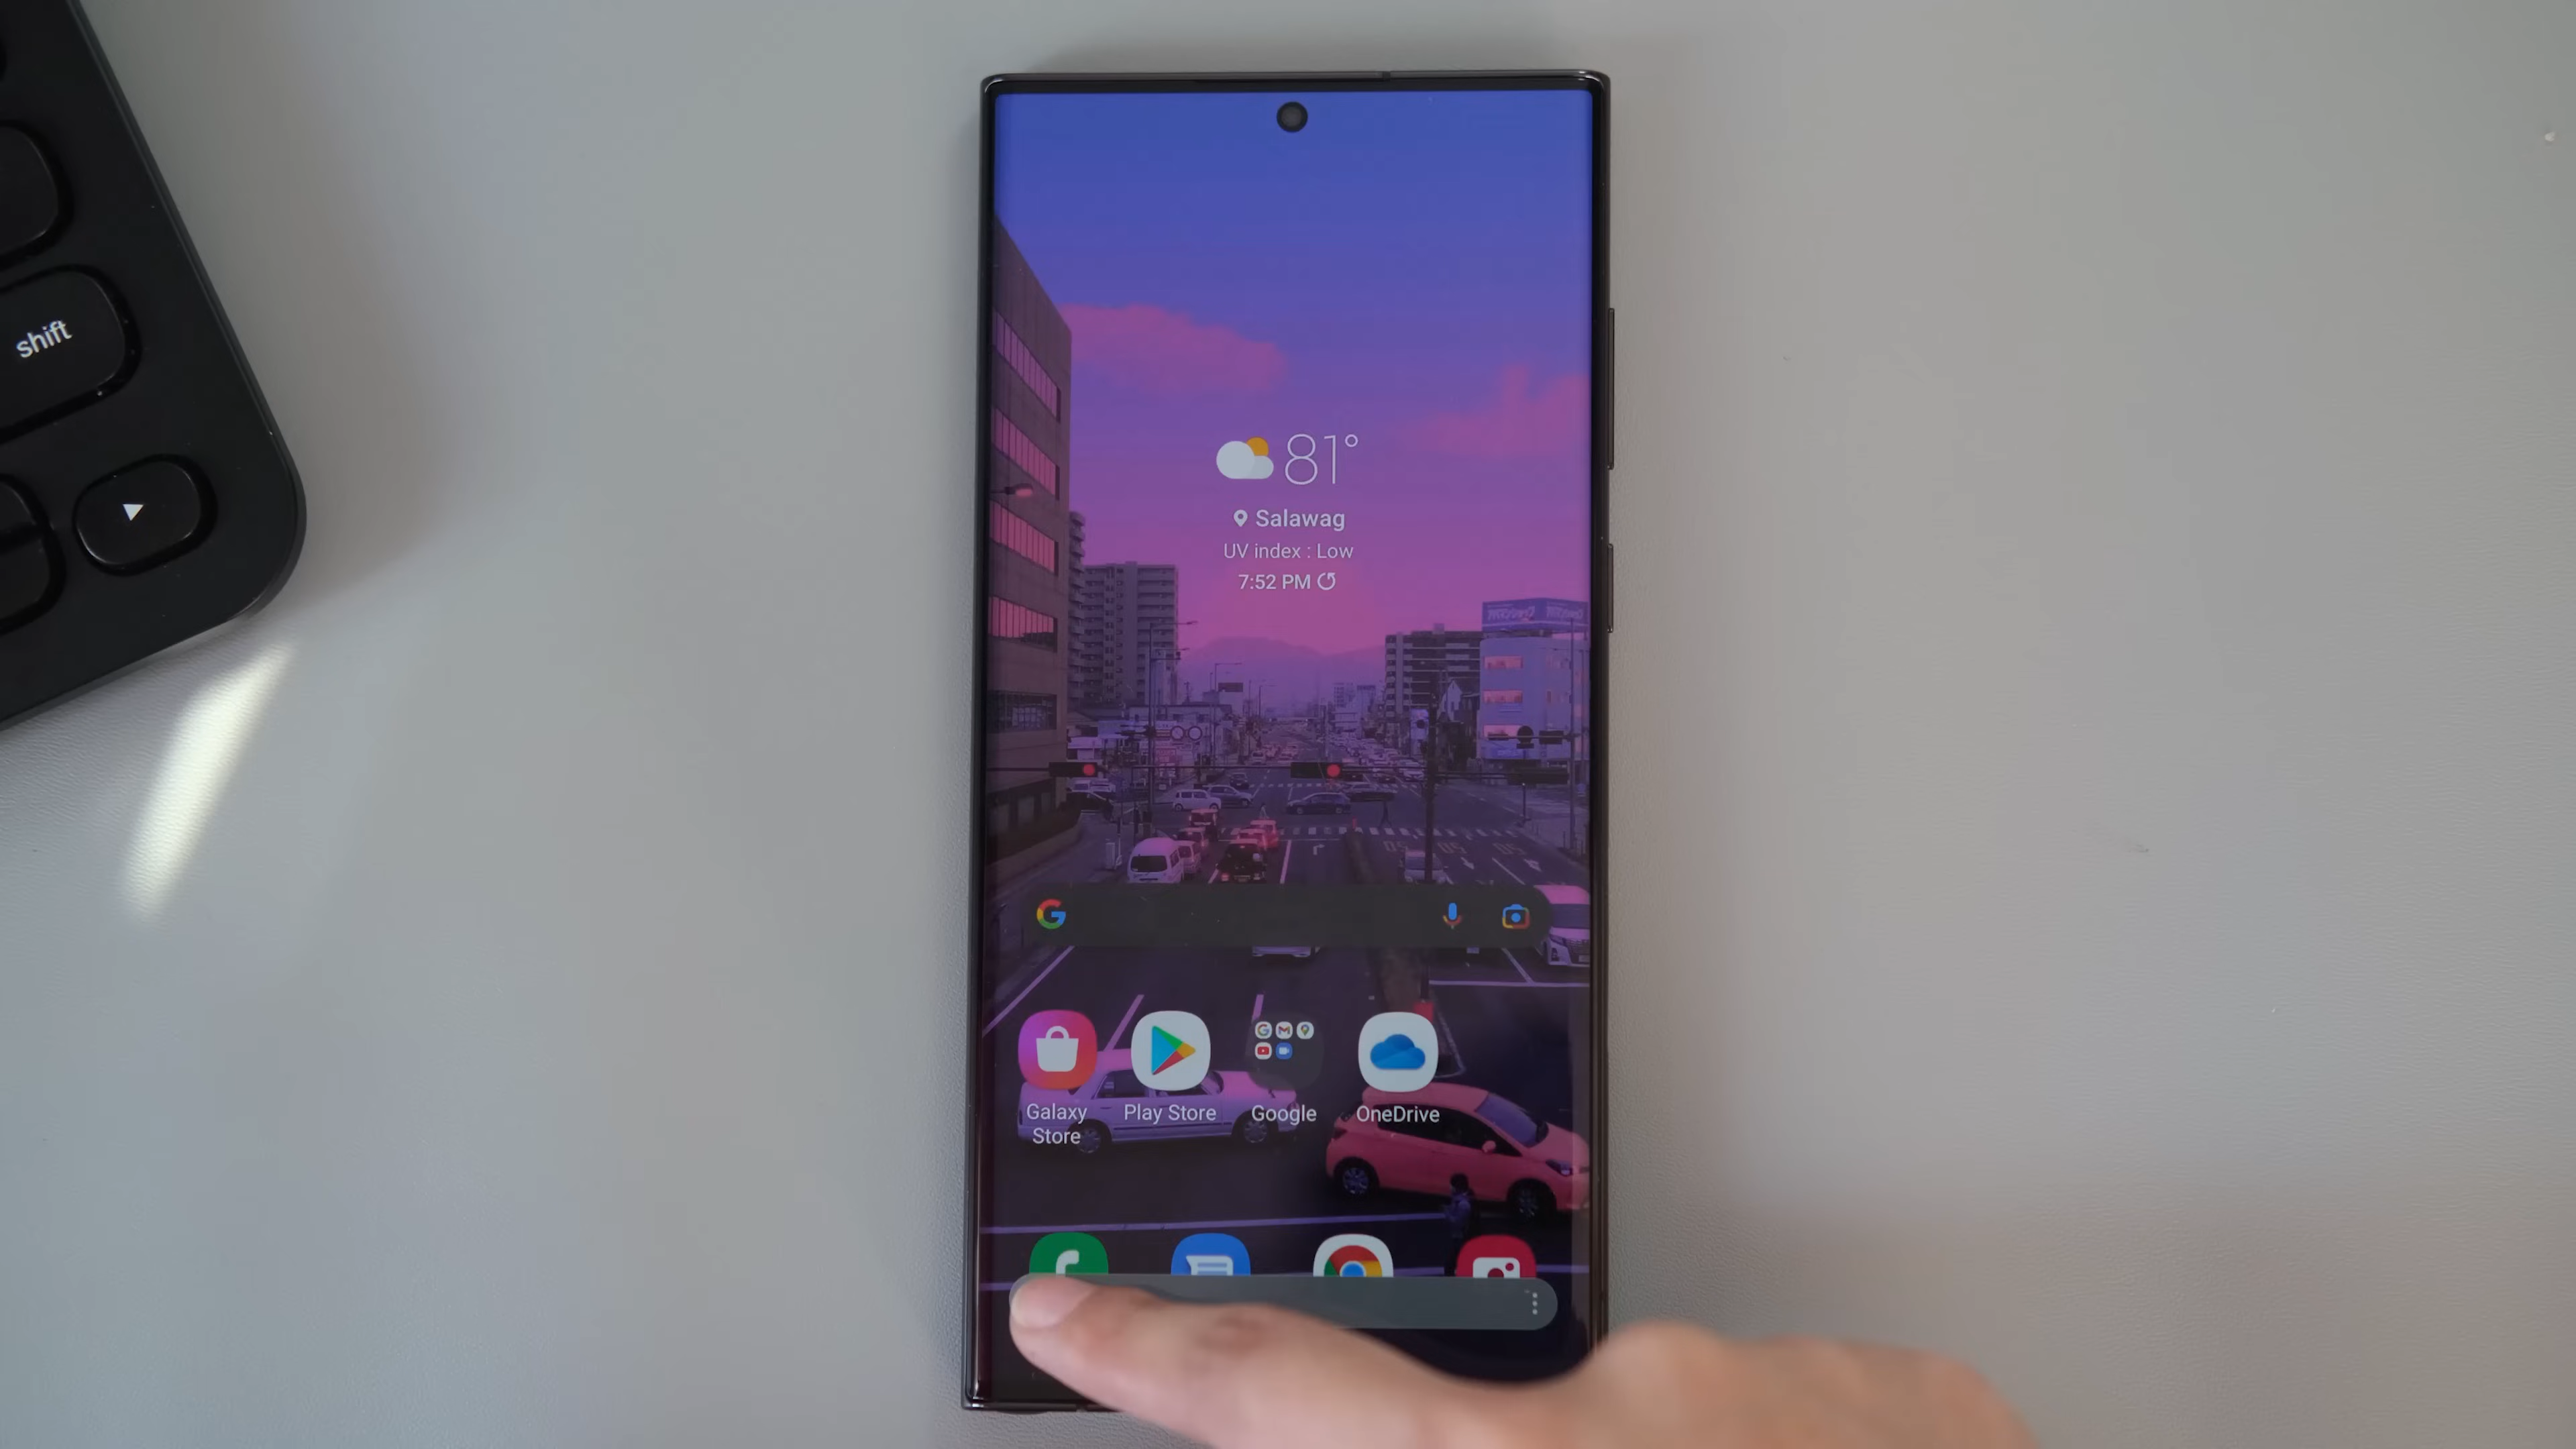 shift
81°
Salawag
UV index : Low
7:52 PM
Galaxy
Store
Play Store
Google
OneDrive